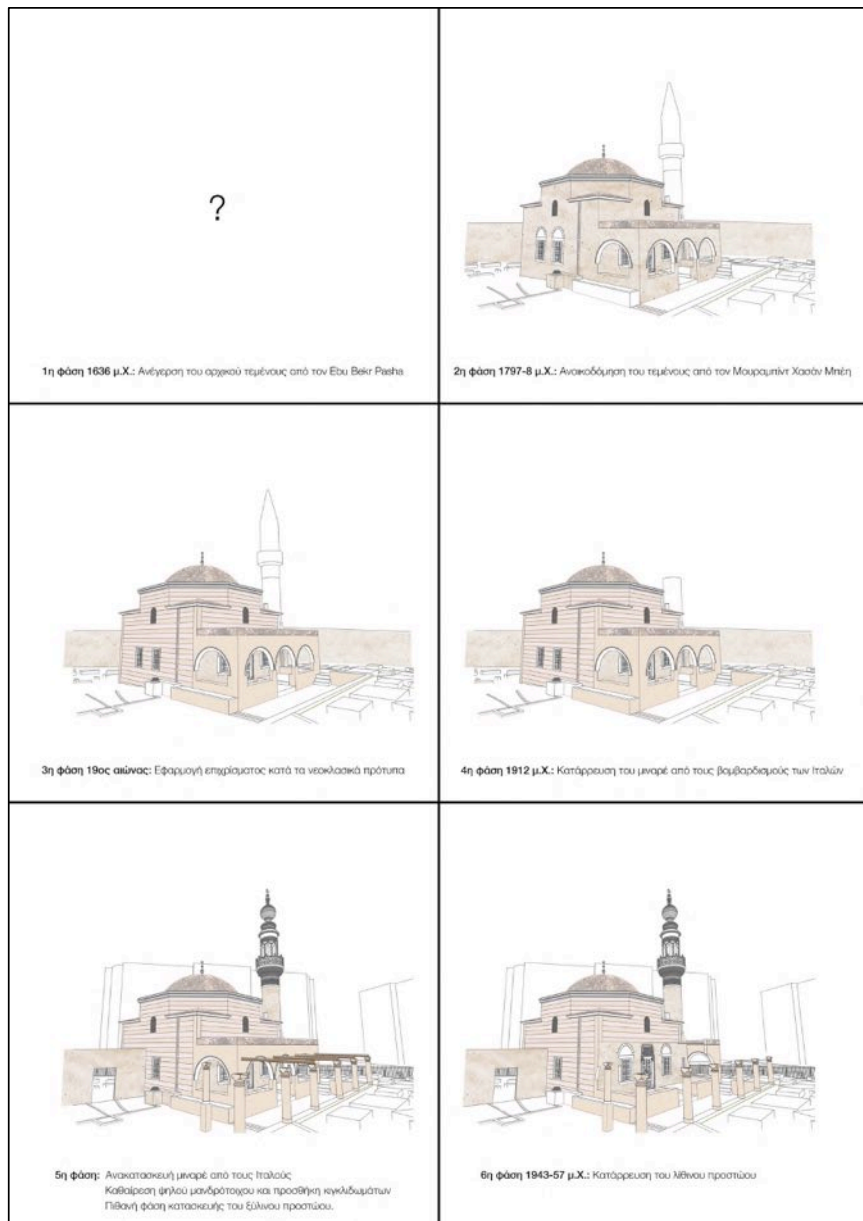 ?
1η φάση 1636 μ.Χ.: Ανέγερση του αρχικού τεμένους από τον Ebu Bekr Pasha
2η φάση 1797-8 μ.Χ.: Ανοικοδόμηση του τεμένους από τον Μουραμπίντ Χασάν Μπέη
3η φάση 19ος αιώνας: Εφαρμογή επιχρίσματος κατά τα νεοκλασικά πρότυπα
4η φάση 1912 μ.Χ.: Κατάρρευση του μιναρέ από τους βομβαρδισμούς των Ιταλών
5η φάση: Ανακατασκευή μιναρέ από τους Ιταλούς
Καθαίρεση ψηλού μανδρότοιχου και προσθήκη κιγκλιδωμάτων
Πιθανή φάση κατασκευής του ξύλινου προστώου.
6η φάση 1943-57 μ.Χ.: Κατάρρευση του λίθινου προστώου